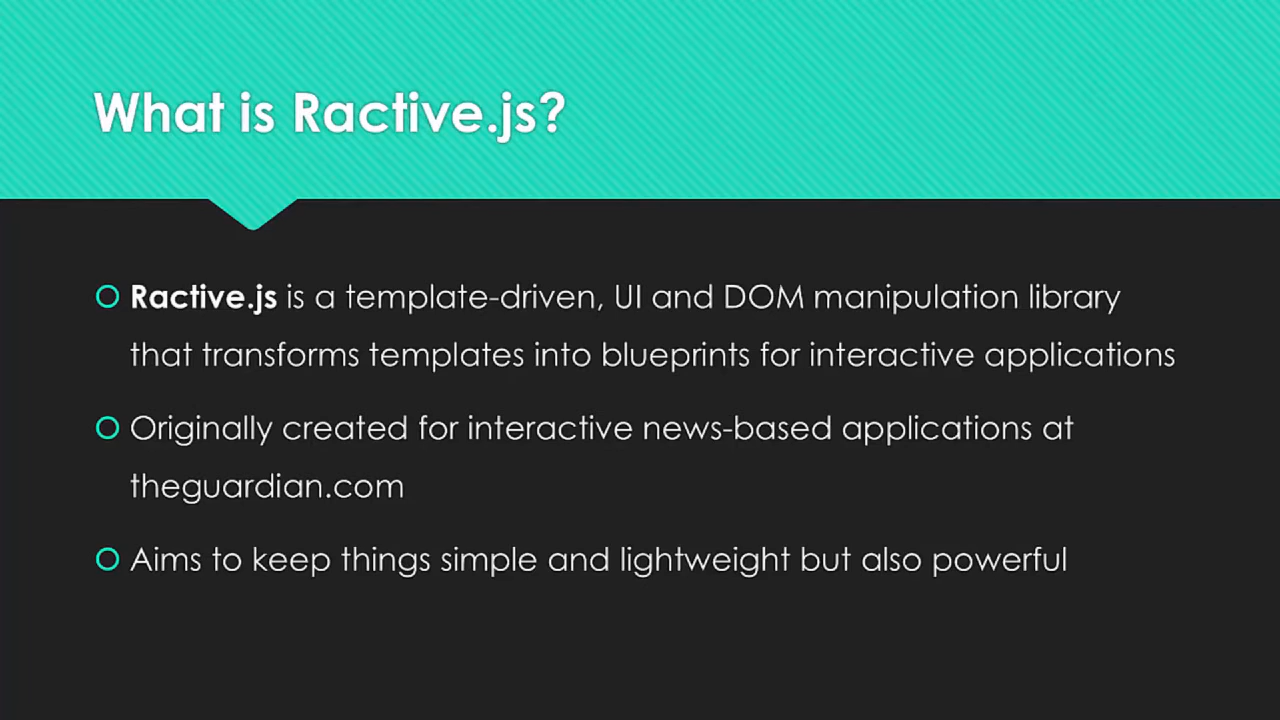 What is Ractive.js?
Ractive.js is a template-driven, UI and DOM manipulation library
that transforms templates into blueprints for interactive applications
Originally created for interactive news-based applications at
theguardian.com
Aims to keep things simple and lightweight but also powerful